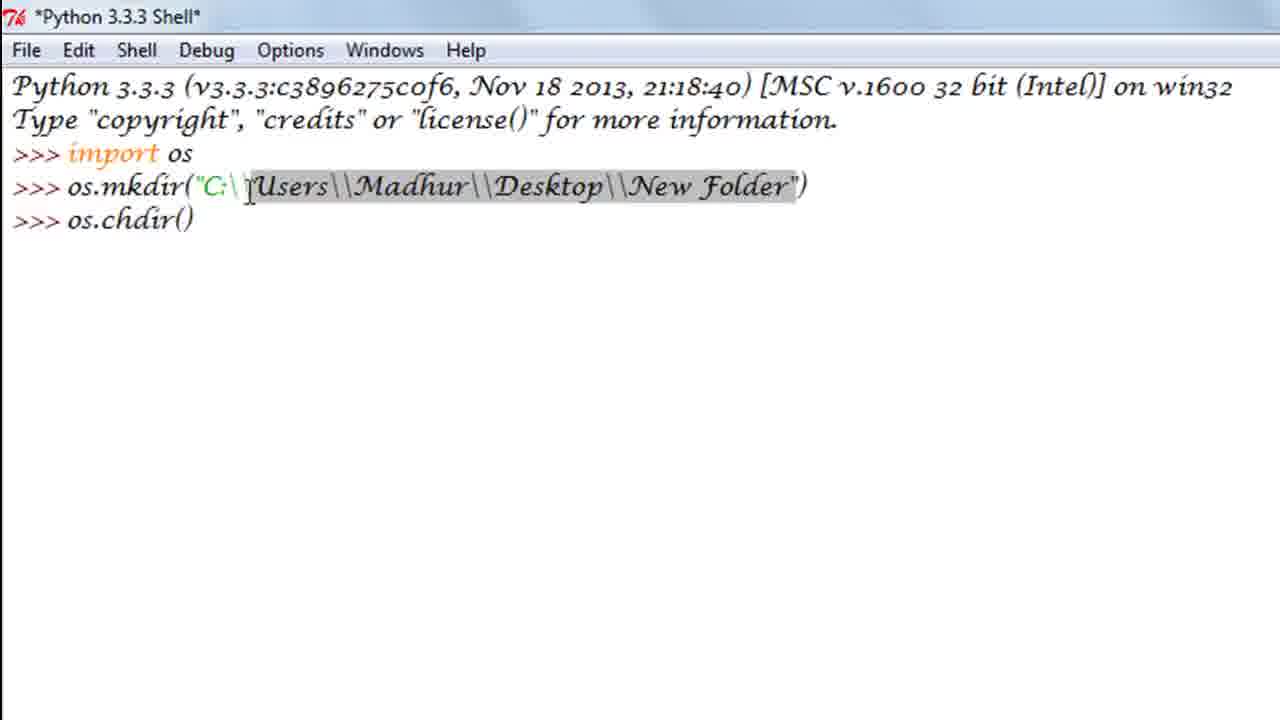 *Python 3.3.3 Shell*
File Edit Shell Debug Options Windows Help
Python 3.3.3 (v3.3.3:c3896275c0f6, Nov 18 2013, 21:18:40) [MSC v.1600 32 bit (Intel)] on win32
Type "copyright", "credits" or "license()" for more information.
>>> import os
>>> os.mkdir("C:\\Users\\Madhur\\Desktop\\New Folder")
>>> os.chdir()